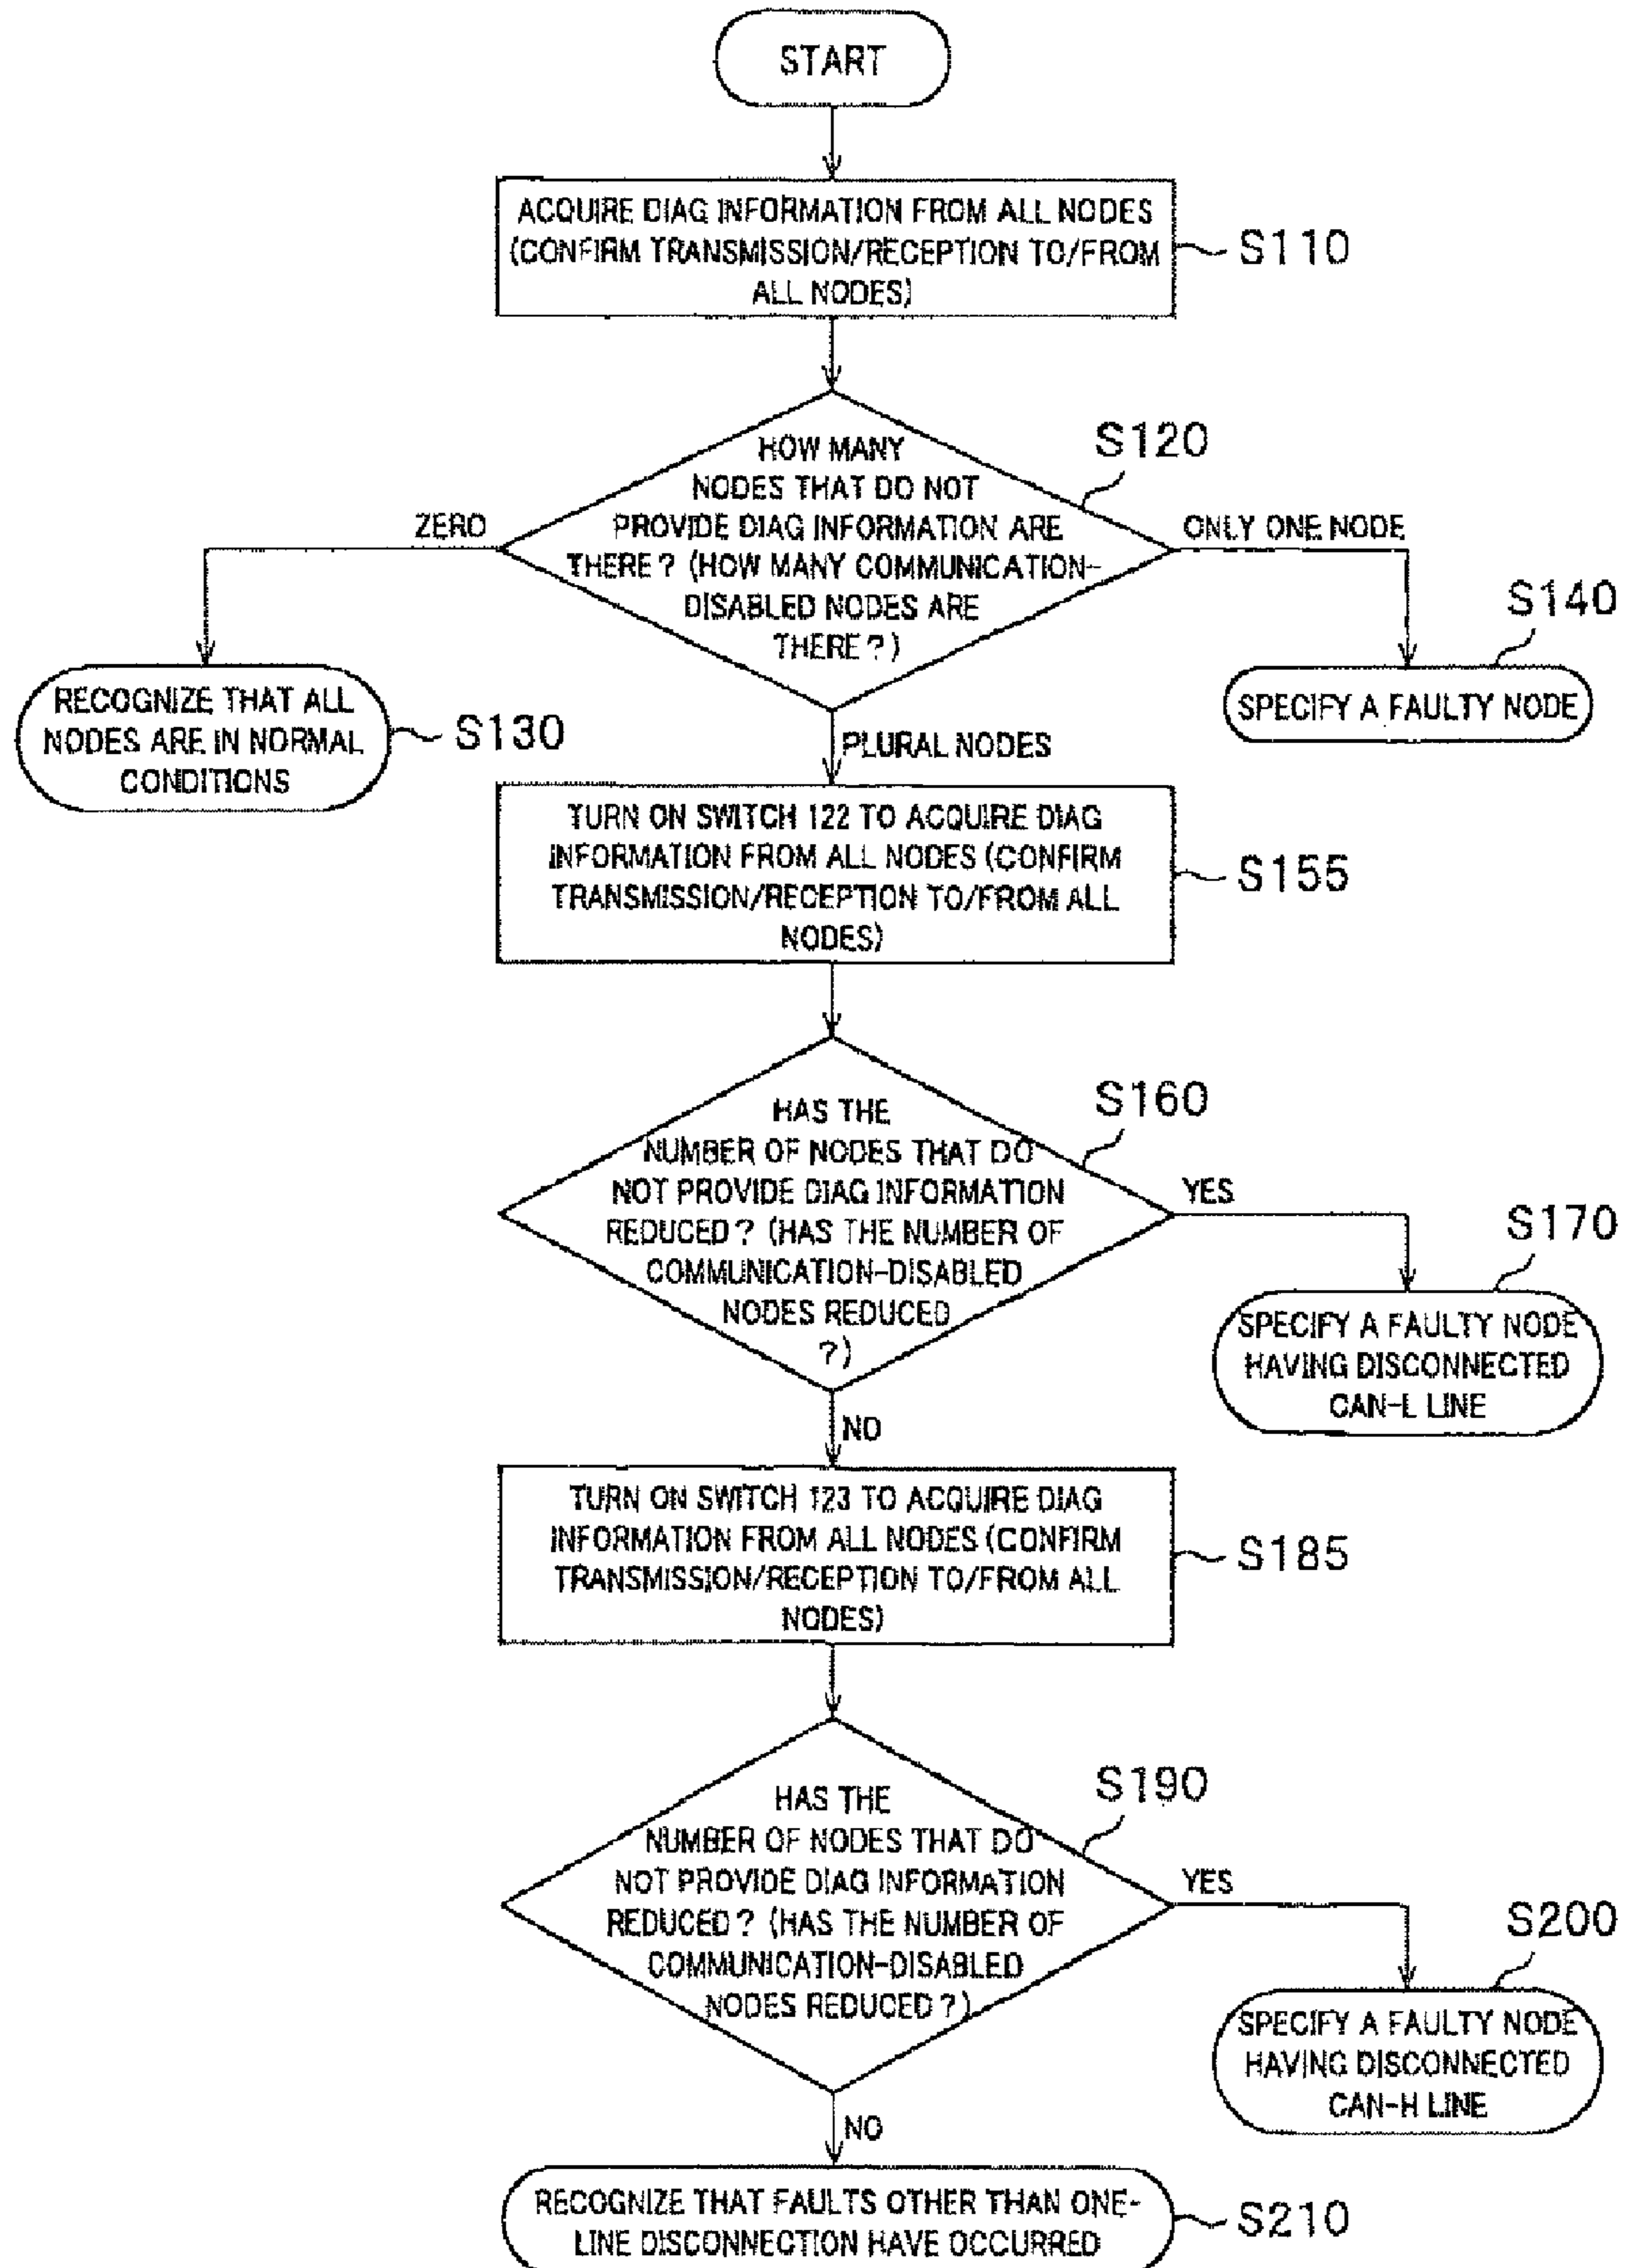 START
ACQUIRE DIAG INFORMATION FROM ALL NODES
(CONFIRM TRANSMISSION/RECEPTION TO/FROM
ALL NODES)
S110
HOW MANY
NODES THAT DO NOT
PROVIDE DIAG INFORMATION ARE
THERE? (HOW MANY COMMUNICATION-
DISABLED NODES ARE
THERE?)
S120
ZERO
ONLY ONE NODE
S140
SPECIFY A FAULTY NODE
RECOGNIZE THAT ALL
NODES ARE IN NORMAL
CONDITIONS
S130
PLURAL NODES
TURN ON SWITCH 122 TO ACQUIRE DIAG
INFORMATION FROM ALL NODES (CONFIRM
TRANSMISSION/RECEPTION TO/FROM ALL
NODES)
S155
HAS THE
NUMBER OF NODES THAT DO
NOT PROVIDE DIAG INFORMATION
REDUCED? (HAS THE NUMBER OF
COMMUNICATION-DISABLED
NODES REDUCED
?)
S160
YES
S170
SPECIFY A FAULTY NODE
HAVING DISCONNECTED
CAN-L LINE
NO
TURN ON SWITCH 123 TO ACQUIRE DIAG
INFORMATION FROM ALL NODES (CONFIRM
TRANSMISSION/RECEPTION TO/FROM ALL
NODES)
S185
HAS THE
NUMBER OF NODES THAT DO
NOT PROVIDE DIAG INFORMATION
REDUCED? (HAS THE NUMBER OF
COMMUNICATION-DISABLED
NODES REDUCED?)
S190
YES
S200
SPECIFY A FAULTY NODE
HAVING DISCONNECTED
CAN-H LINE
NO
RECOGNIZE THAT FAULTS OTHER THAN ONE-
LINE DISCONNECTION HAVE OCCURRED
S210